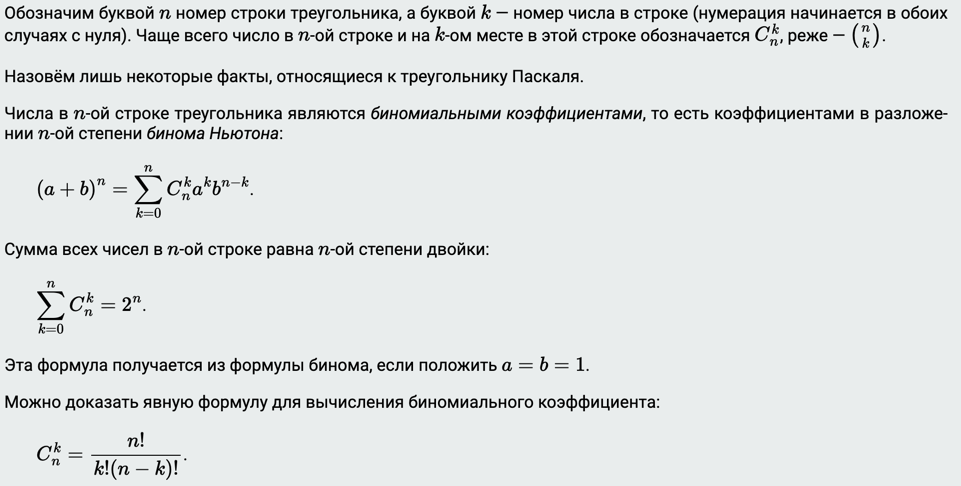 Обозначим буквой n номер строки треугольника, а буквой k — номер числа в строке (нумерация начинается в обоих
случаях с нуля). Чаще всего число в n-ой строке и на k-ом месте в этой строке обозначается C_n^k, реже — \binom{n}{k}.
Назовём лишь некоторые факты, относящиеся к треугольнику Паскаля.
Числа в n-ой строке треугольника являются биномиальными коэффициентами, то есть коэффициентами в разложе-
нии n-ой степени бинома Ньютона:
(a + b)^n = \sum_{k=0}^{n} C_n^k a^k b^{n-k}.
Сумма всех чисел в n-ой строке равна n-ой степени двойки:
\sum_{k=0}^{n} C_n^k = 2^n.
Эта формула получается из формулы бинома, если положить a = b = 1.
Можно доказать явную формулу для вычисления биномиального коэффициента:
C_n^k = \frac{n!}{k!(n - k)!}.